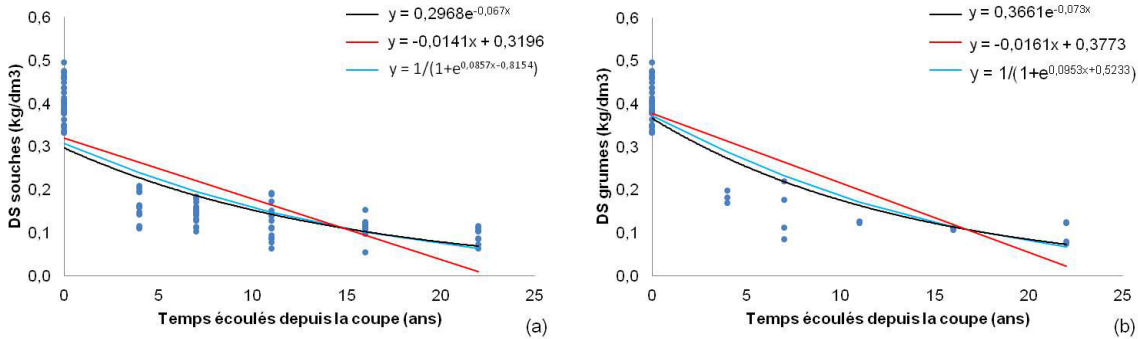 y = 0,2968e-0,067x
y = -0,0141x + 0,3196
y = 1/(1+e0,0857x-0,8154)
0,6
0,5
0,4
0,3
0,2
0,1
0,0
DS souches (kg/dm3)
0 5 10 15 20 25
Temps écoulés depuis la coupe (ans)
(a)
y = 0,3661e-0,073x
y = -0,0161x + 0,3773
y = 1/(1+e0,0953x+0,5233)
0,6
0,5
0,4
0,3
0,2
0,1
0,0
DS grumes (kg/dm3)
0 5 10 15 20 25
Temps écoulés depuis la coupe (ans)
(b)